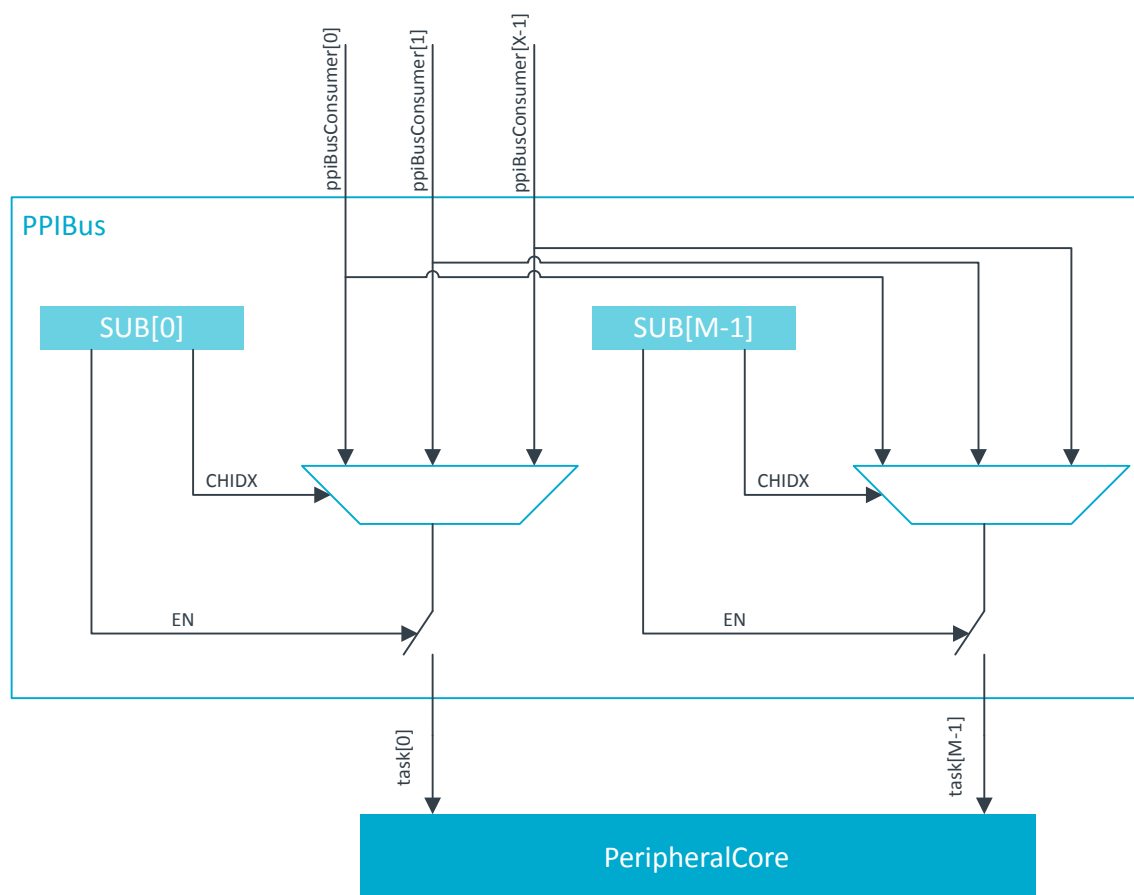 ppiBusConsumer[0]
ppiBusConsumer[1]
ppiBusConsumer[X-1]
PPIBus
SUB[0]
SUB[M-1]
CHIDX
CHIDX
EN
EN
task[0]
task[M-1]
PeripheralCore